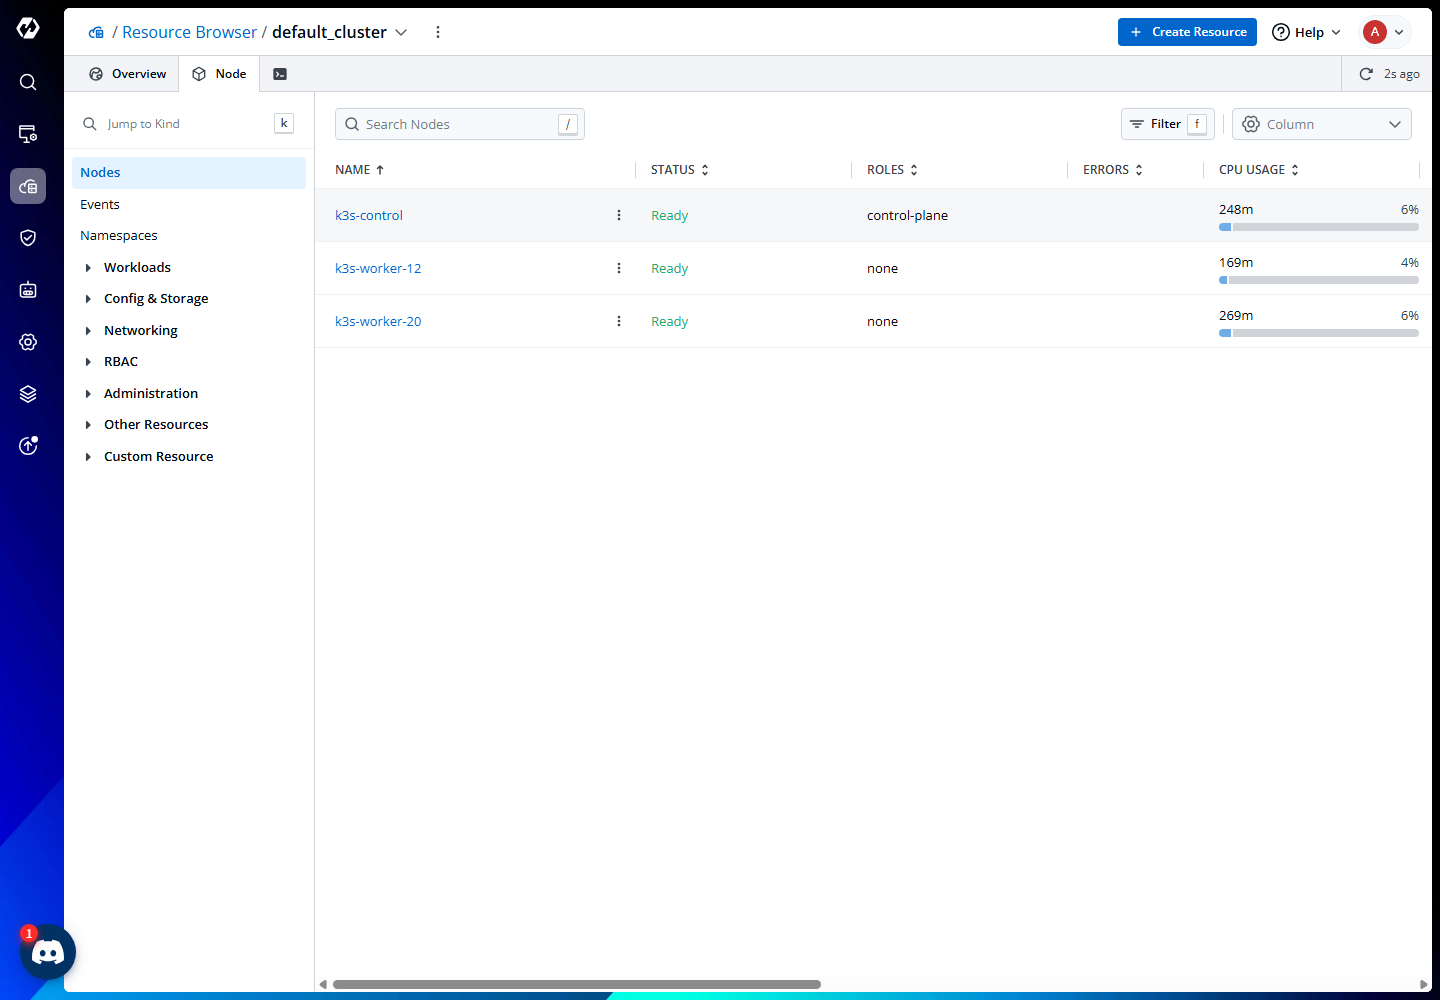 / Resource Browser / default_cluster
Create Resource
Help
A
Overview
Node
2s ago
Jump to Kind
k
Nodes
Events
Namespaces
Workloads
Config & Storage
Networking
RBAC
Administration
Other Resources
Custom Resource
Search Nodes
/
Filter
f
Column
NAME STATUS ROLES ERRORS CPU USAGE
k3s-control Ready control-plane 248m 6%
k3s-worker-12 Ready none 169m 4%
k3s-worker-20 Ready none 269m 6%
1